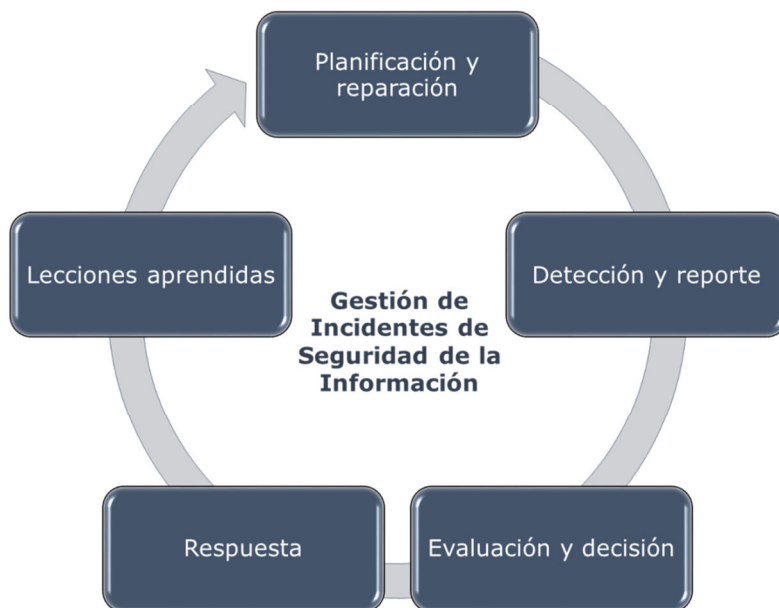 Planificación y
reparación
Detección y reporte
Evaluación y decisión
Respuesta
Lecciones aprendidas
Gestión de
Incidentes de
Seguridad de la
Información